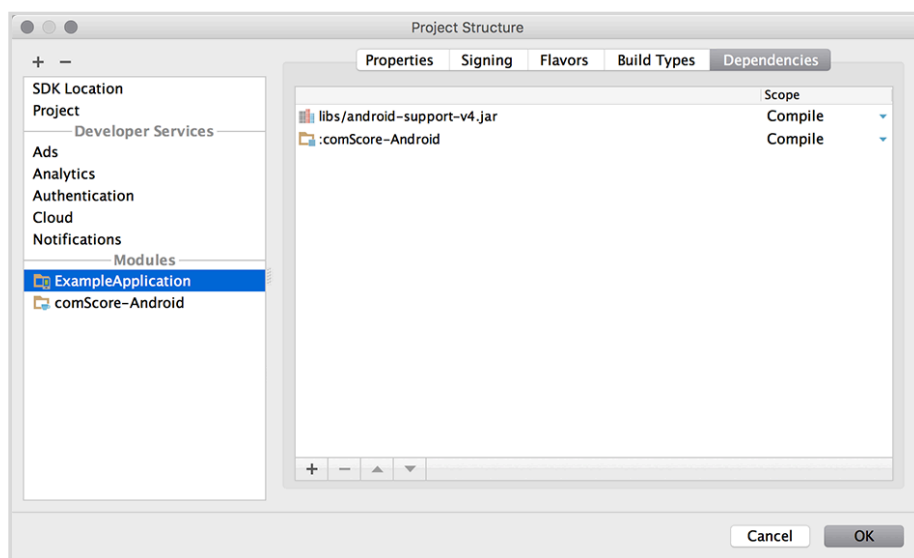 Project Structure
+ −
SDK Location
Project
Developer Services
Ads
Analytics
Authentication
Cloud
Notifications
Modules
ExampleApplication
comScore-Android
Properties Signing Flavors Build Types Dependencies
Scope
libs/android-support-v4.jar Compile
:comScore-Android Compile
+ −
Cancel OK